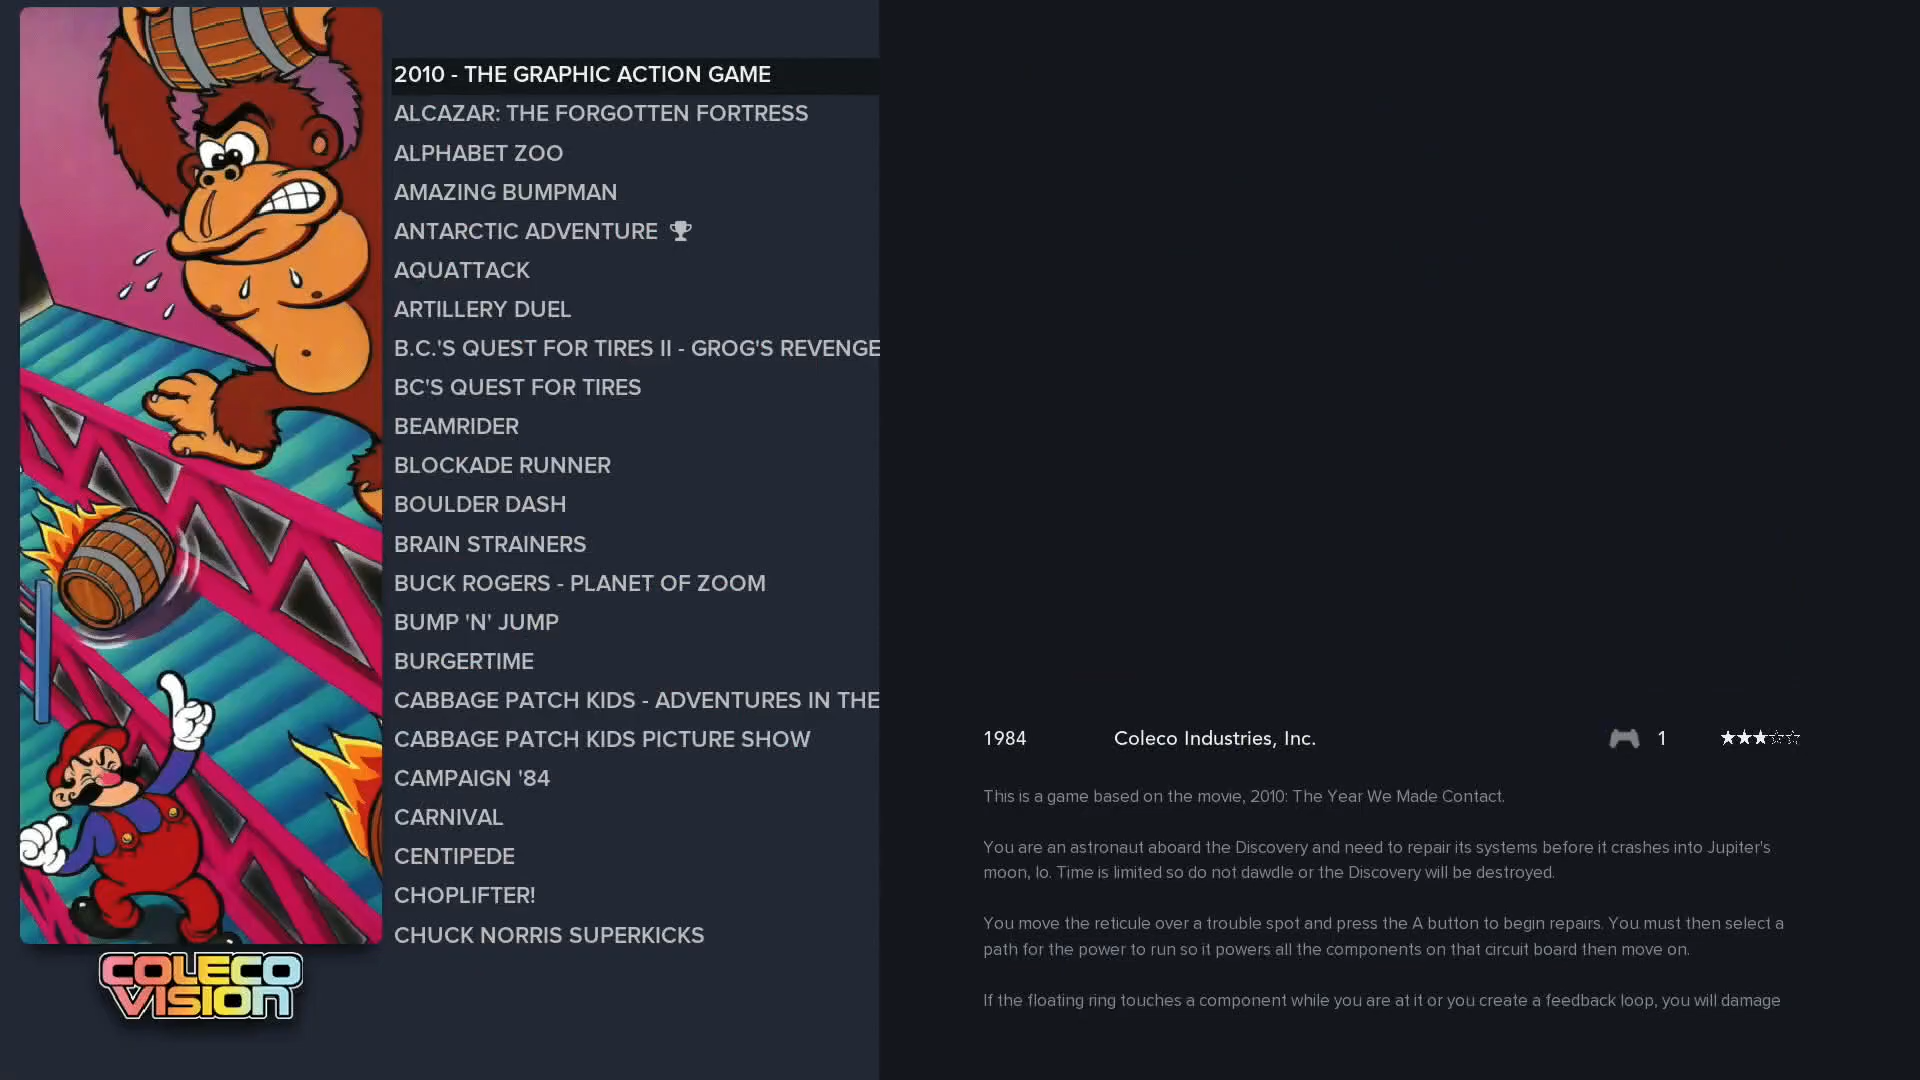 2010 - THE GRAPHIC ACTION GAME
ALCAZAR: THE FORGOTTEN FORTRESS
ALPHABET ZOO
AMAZING BUMPMAN
ANTARCTIC ADVENTURE
AQUATTACK
ARTILLERY DUEL
B.C.'S QUEST FOR TIRES II - GROG'S REVENGE
BC'S QUEST FOR TIRES
BEAMRIDER
BLOCKADE RUNNER
BOULDER DASH
BRAIN STRAINERS
BUCK ROGERS - PLANET OF ZOOM
BUMP 'N' JUMP
BURGERTIME
CABBAGE PATCH KIDS - ADVENTURES IN THE
CABBAGE PATCH KIDS PICTURE SHOW
CAMPAIGN '84
CARNIVAL
CENTIPEDE
CHOPLIFTER!
CHUCK NORRIS SUPERKICKS
COLECO
VISION
1984 Coleco Industries, Inc. 1
This is a game based on the movie, 2010: The Year We Made Contact.
You are an astronaut aboard the Discovery and need to repair its systems before it crashes into Jupiter's
moon, Io. Time is limited so do not dawdle or the Discovery will be destroyed.
You move the reticule over a trouble spot and press the A button to begin repairs. You must then select a
path for the power to run so it powers all the components on that circuit board then move on.
If the floating ring touches a component while you are at it or you create a feedback loop, you will damage